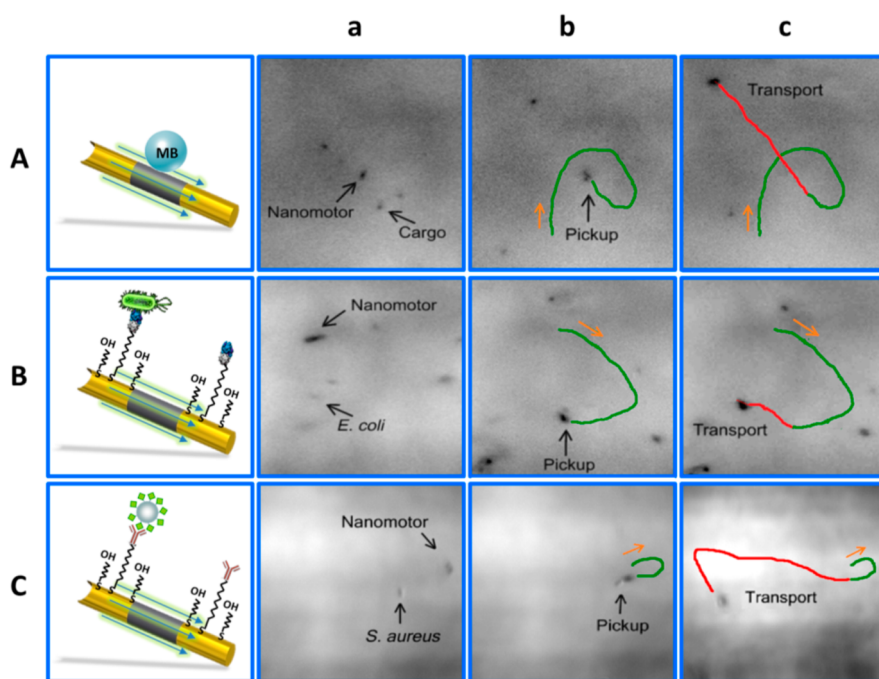 a
b
c
A
MB
Nanomotor
Cargo
Pickup
Transport
B
OH
OH
OH
OH
Nanomotor
E. coli
Pickup
Transport
C
OH
OH
OH
OH
Nanomotor
S. aureus
Pickup
Transport